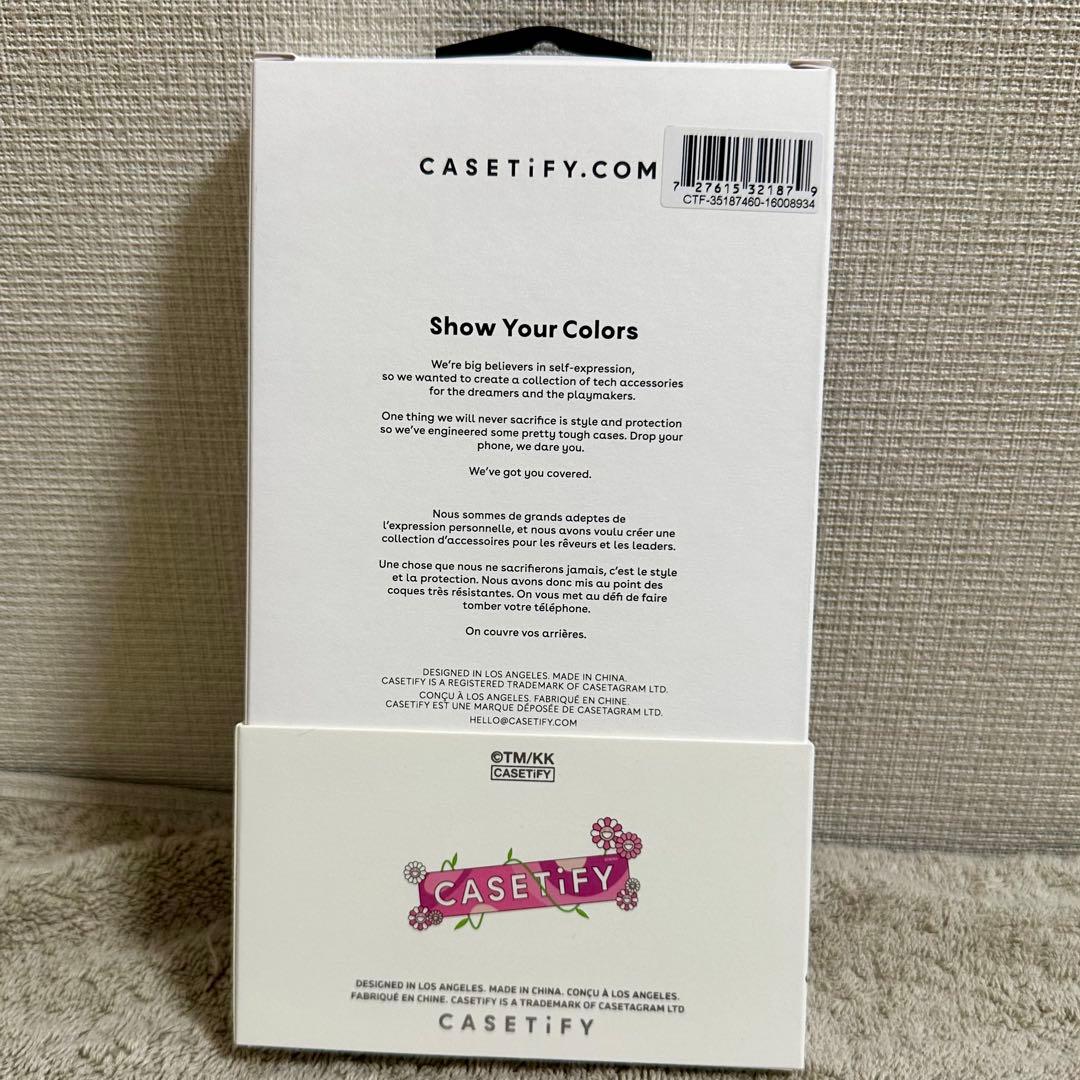 CASETiFY.COM
7 27615 32187 9
CTF-35187460-16008934
Show Your Colors
We're big believers in self-expression,
so we wanted to create a collection of tech accessories
for the dreamers and the playmakers.
One thing we will never sacrifice is style and protection
so we've engineered some pretty tough cases. Drop your
phone, we dare you.
We've got you covered.
Nous sommes de grands adeptes de
l'expression personnelle, et nous avons voulu créer une
collection d'accessoires pour les rêveurs et les leaders.
Une chose que nous ne sacrifierons jamais, c'est le style
et la protection. Nous avons donc mis au point des
coques très résistantes. On vous met au défi de faire
tomber votre téléphone.
On couvre vos arrières.
DESIGNED IN LOS ANGELES. MADE IN CHINA.
CASETiFY IS A REGISTERED TRADEMARK OF CASETAGRAM LTD.
CONÇU À LOS ANGELES. FABRIQUÉ EN CHINE.
CASETiFY EST UNE MARQUE DÉPOSÉE DE CASETAGRAM LTD.
HELLO@CASETIFY.COM
©TM/KK
CASETiFY
CASETiFY
DESIGNED IN LOS ANGELES. MADE IN CHINA. CONÇU À LOS ANGELES.
FABRIQUÉ EN CHINE. CASETIFY IS A TRADEMARK OF CASETAGRAM LTD
CASETiFY